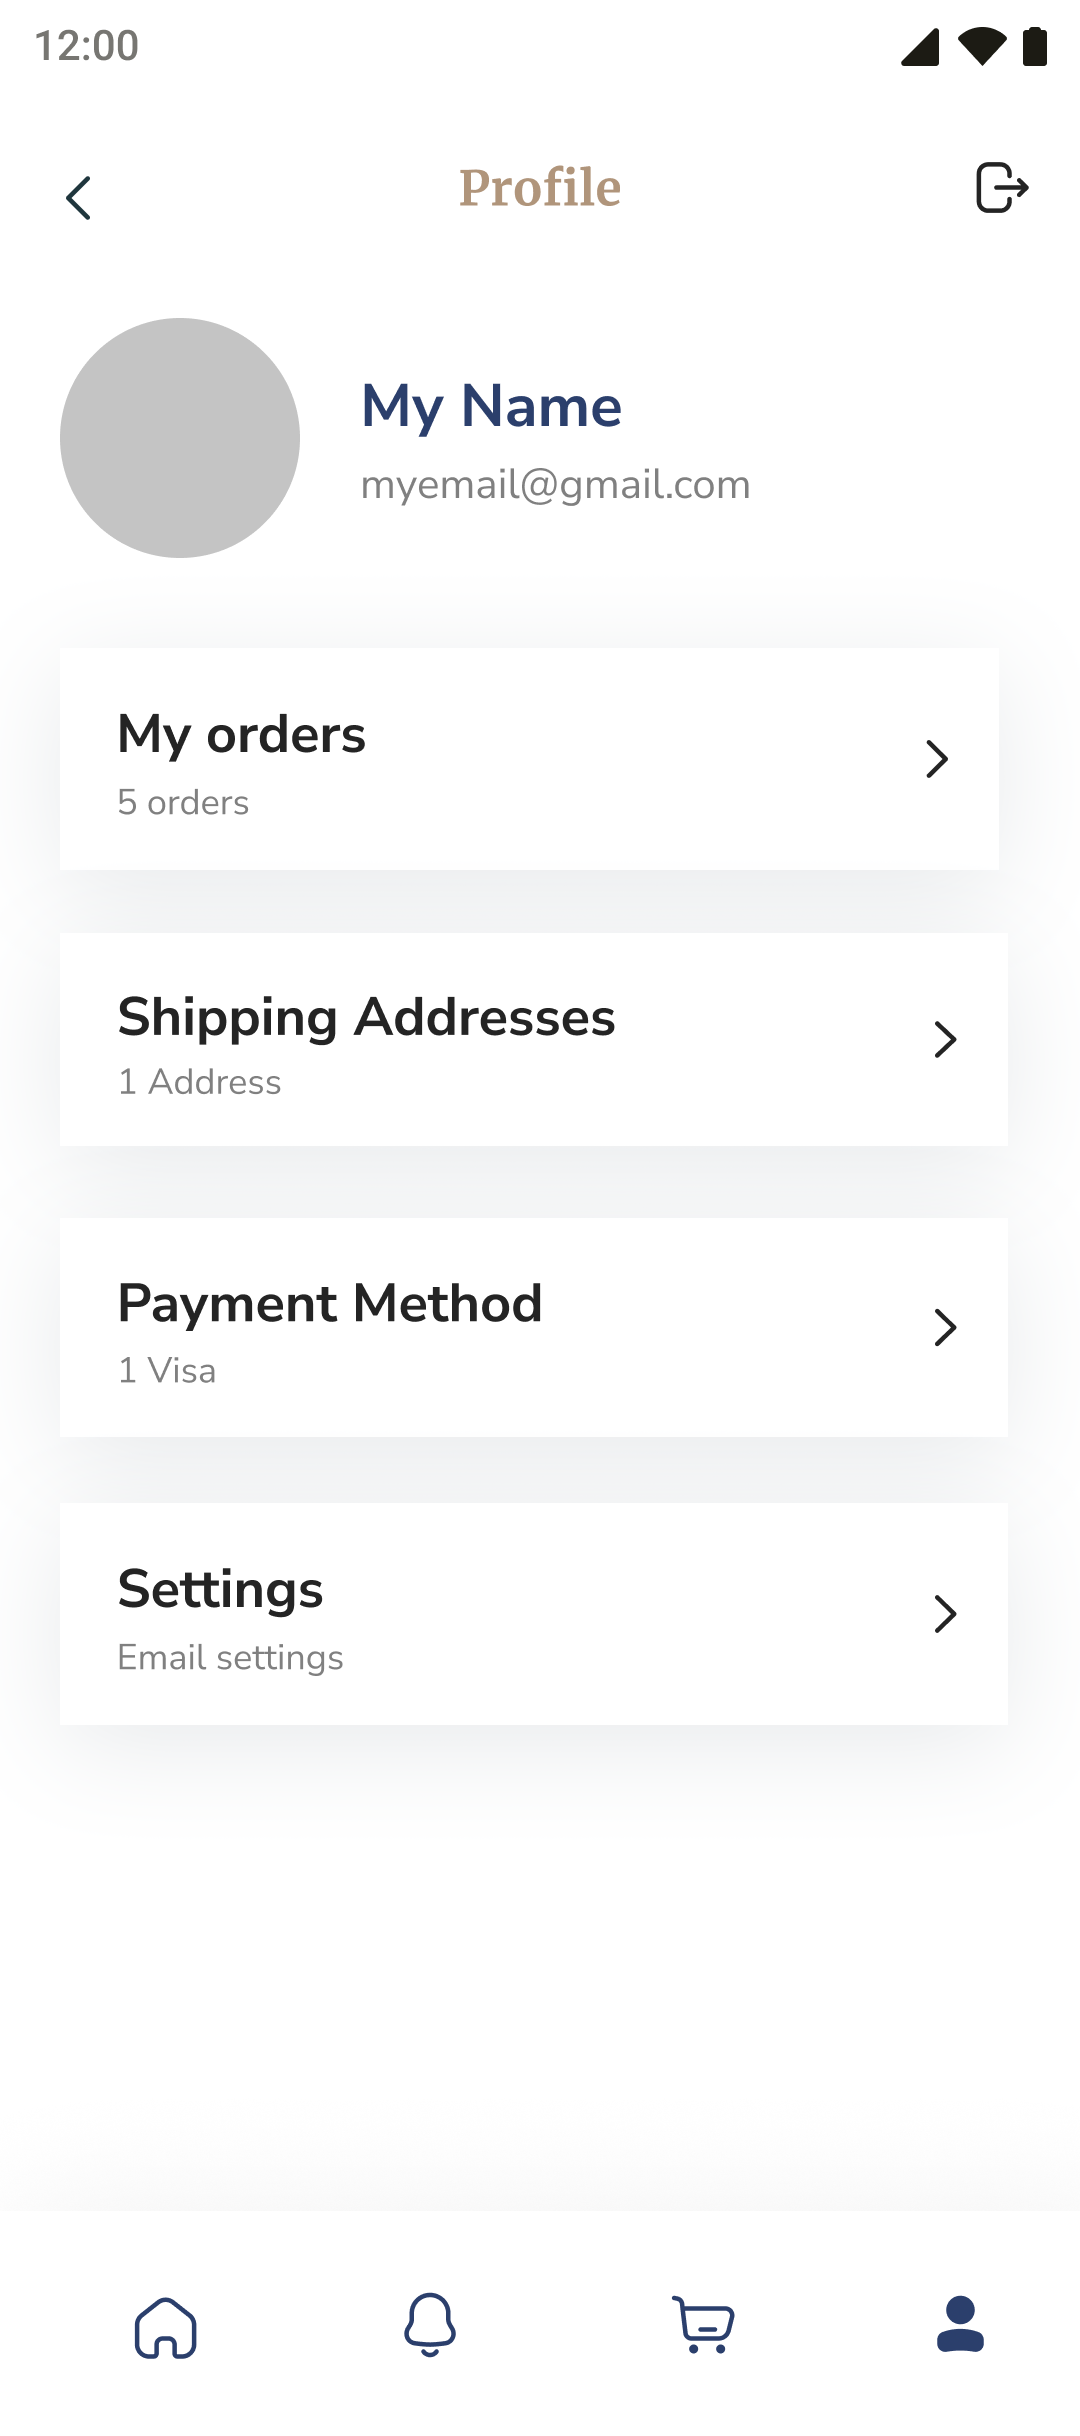 12:00
Profile
My Name
myemail@gmail.com
My orders
5 orders
Shipping Addresses
1 Address
Payment Method
1 Visa
Settings
Email settings